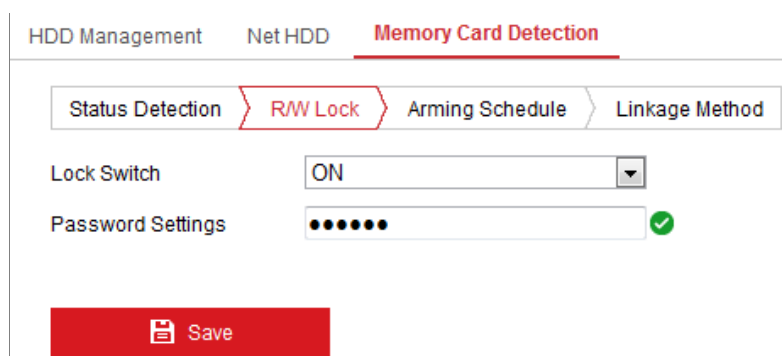 HDD Management Net HDD Memory Card Detection
Status Detection R/W Lock Arming Schedule Linkage Method
Lock Switch ON
Password Settings ••••••
Save